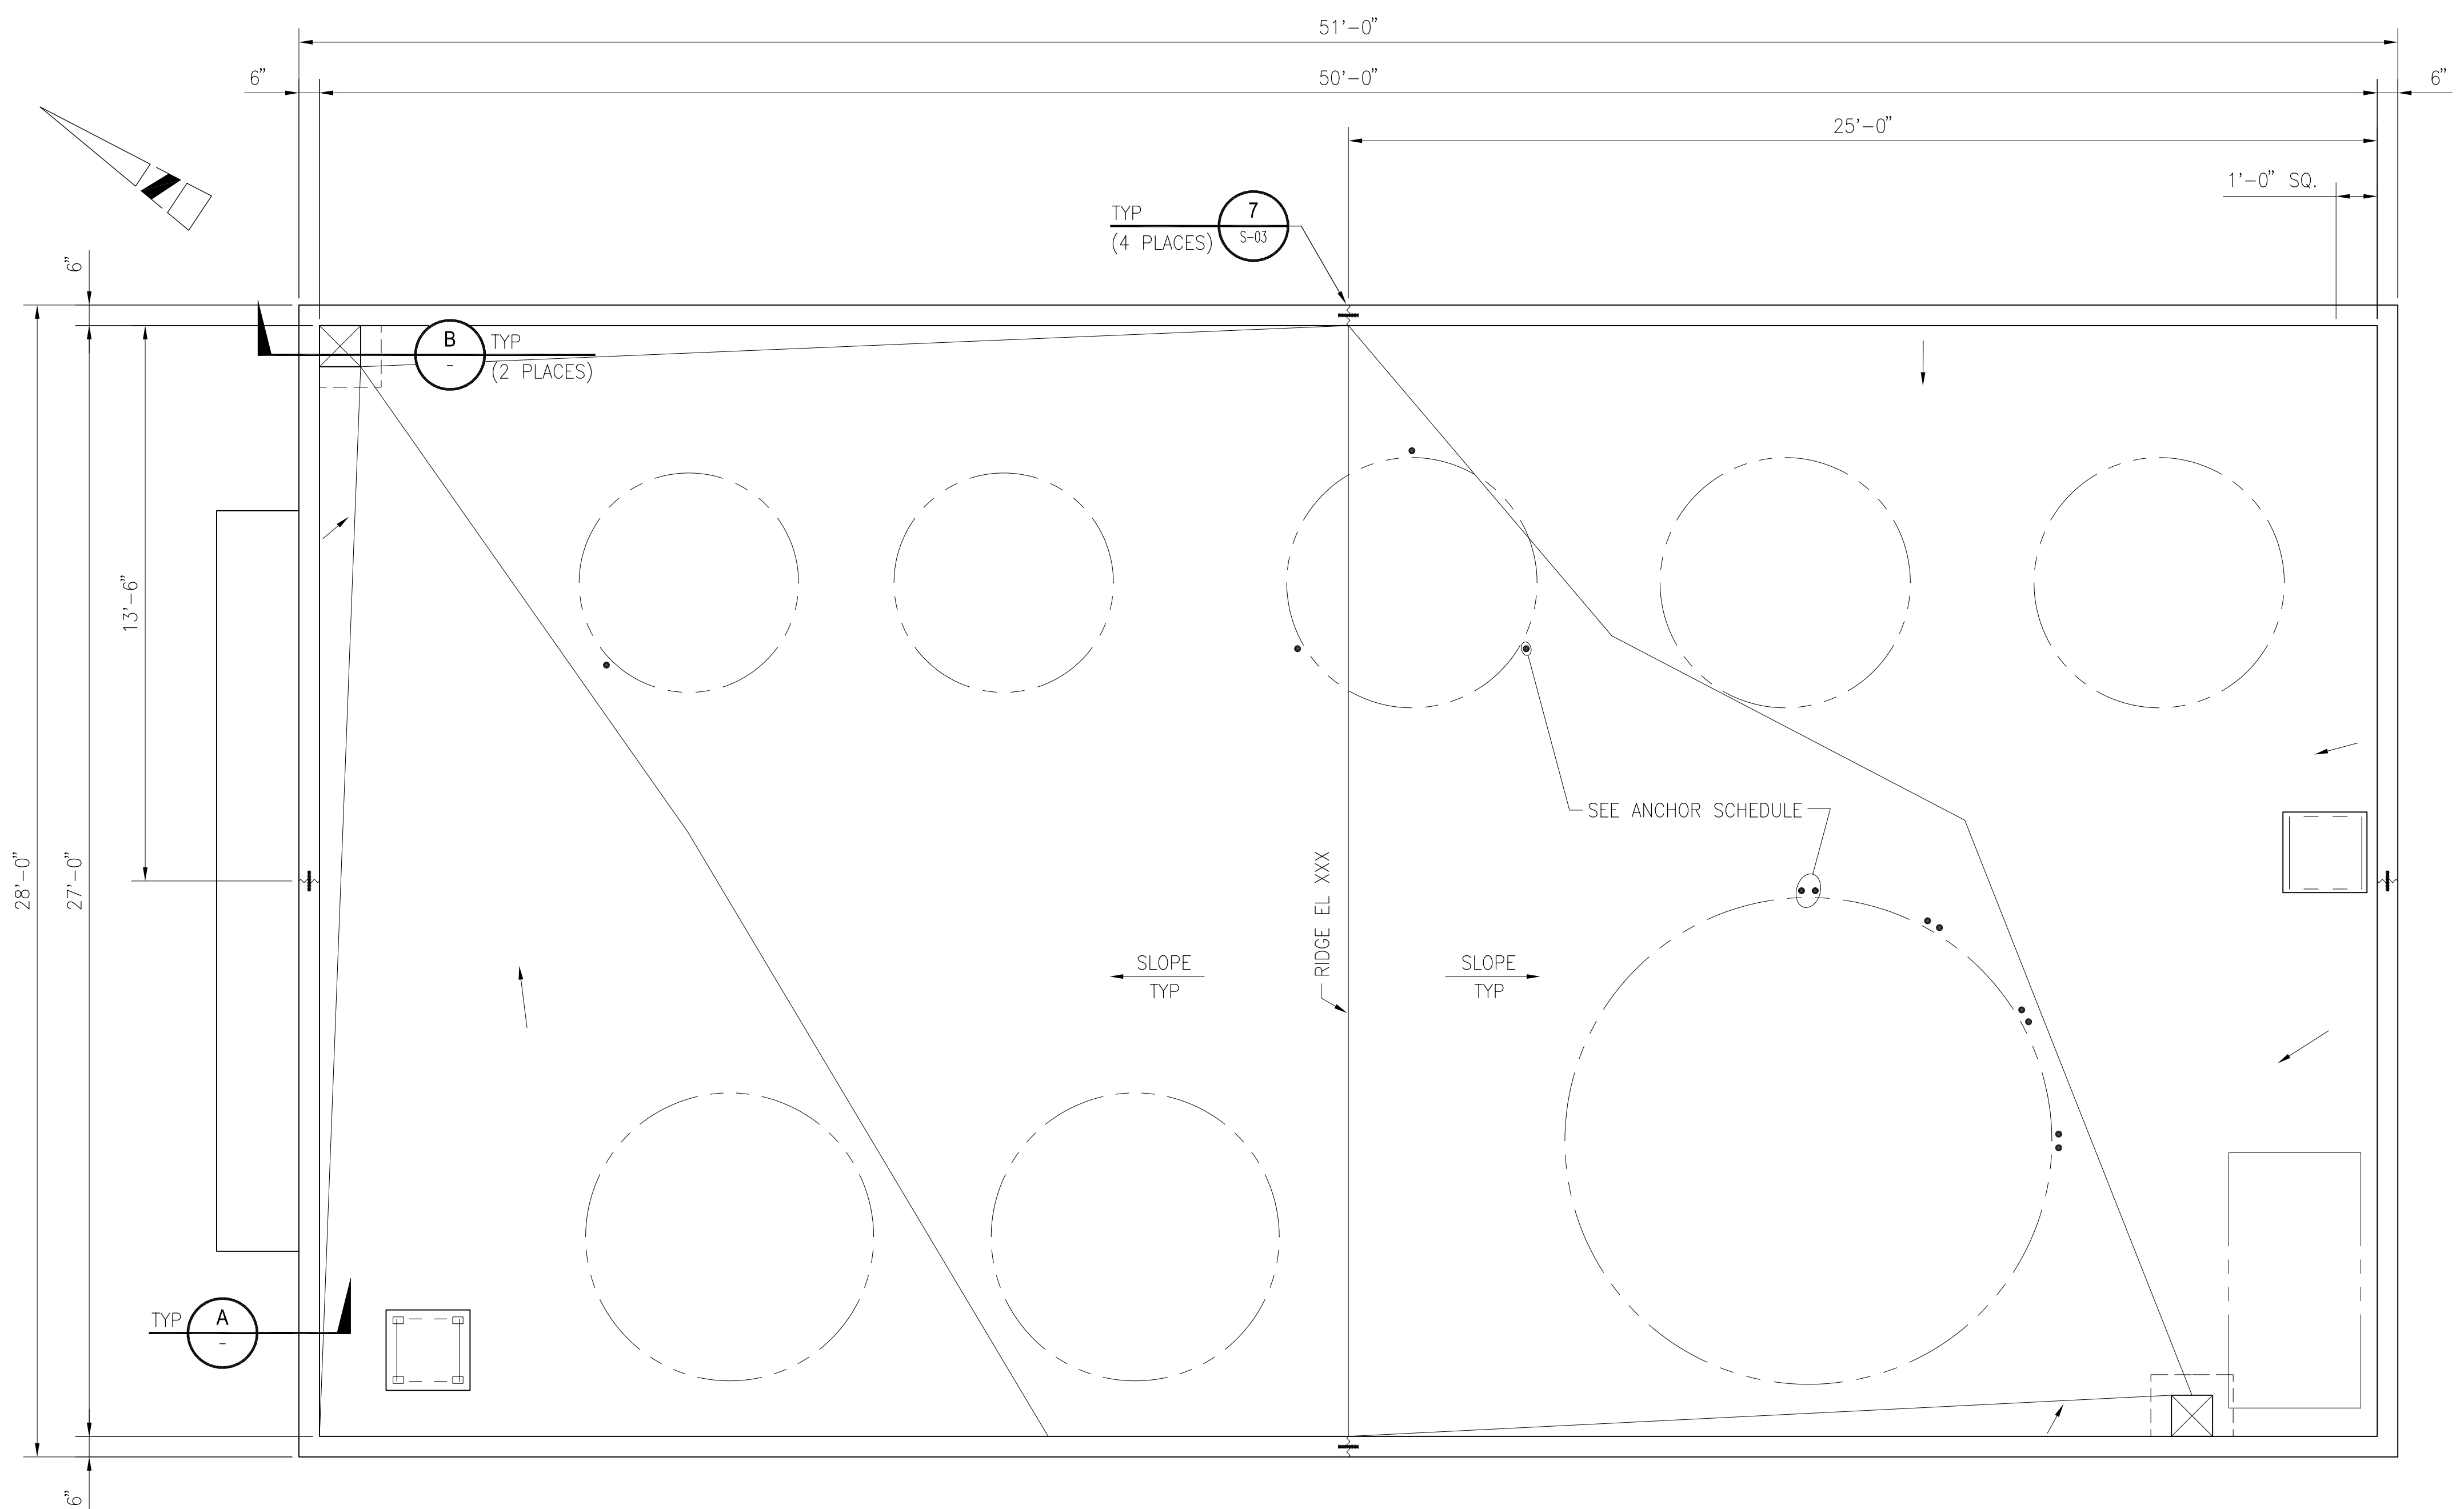 51'-0"
6"
50'-0"
6"
25'-0"
1'-0" SQ.
TYP
(4 PLACES)
7
S-03
6"
B
-
TYP
(2 PLACES)
13'-6"
SEE ANCHOR SCHEDULE
28'-0"
27'-0"
RIDGE EL XXX
SLOPE
TYP
SLOPE
TYP
TYP
A
-
6"